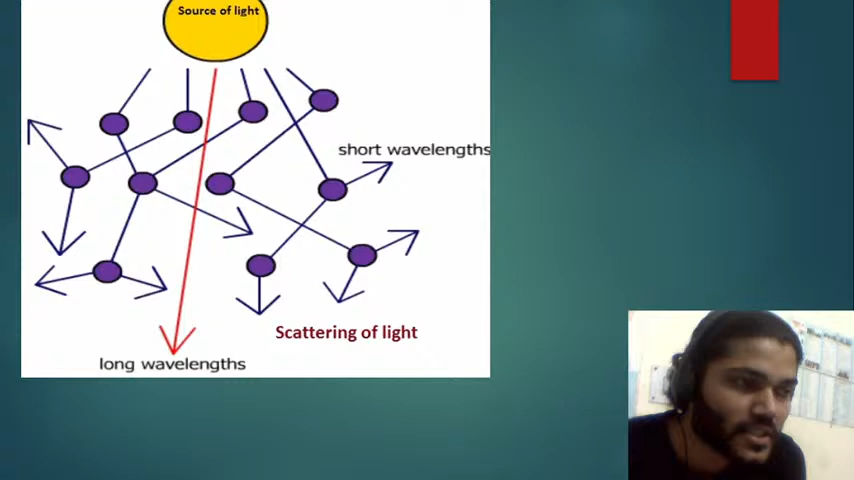 Source of light
short wavelengths
Scattering of light
long wavelengths